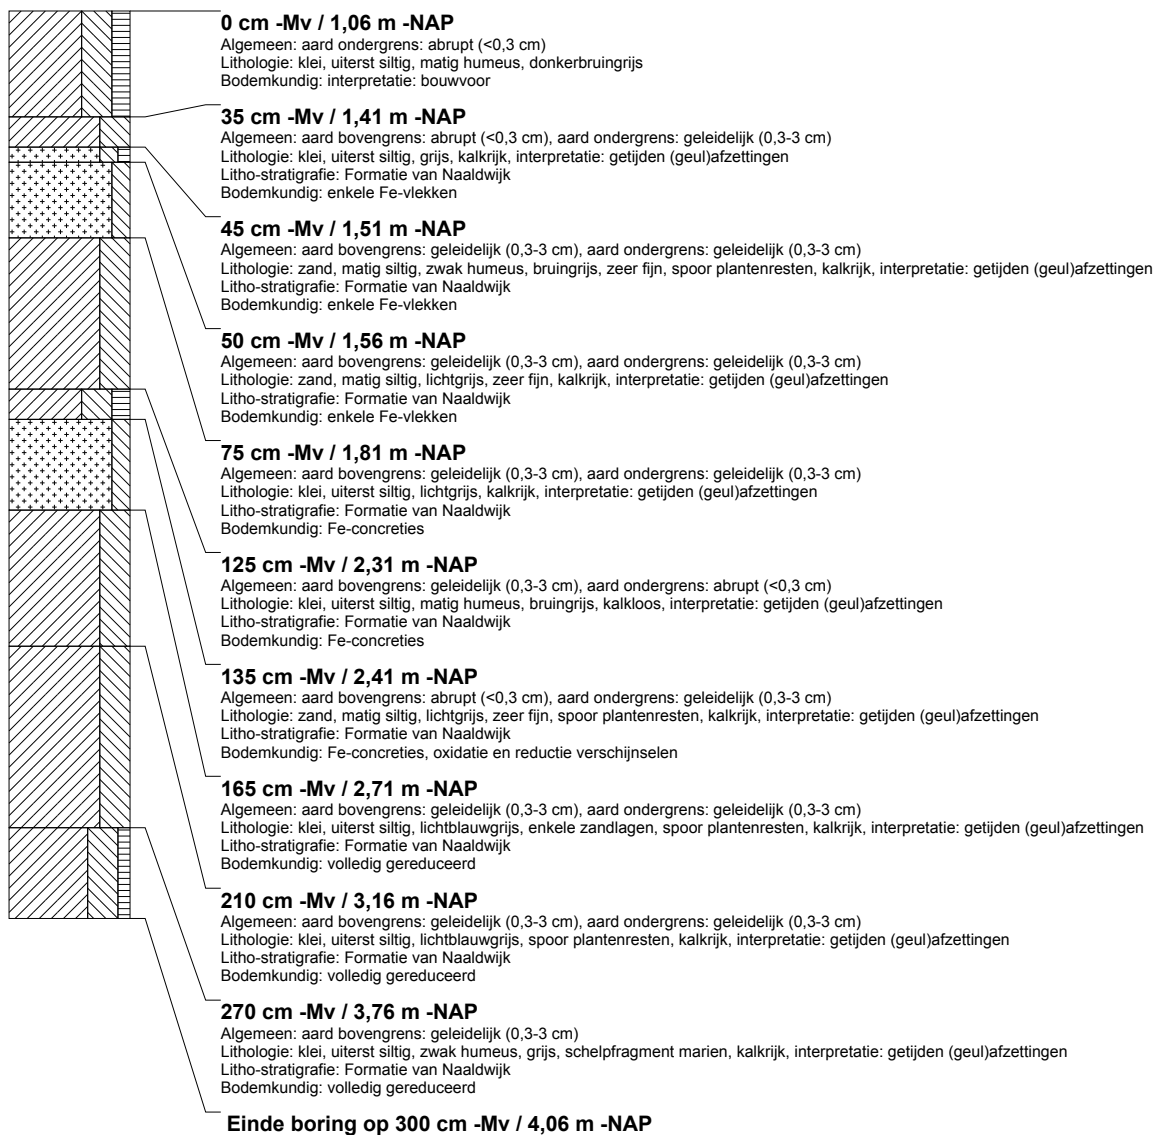 0 cm -Mv / 1,06 m -NAP
Algemeen: aard ondergrens: abrupt (<0,3 cm)
Lithologie: klei, uiterst siltig, matig humeus, donkerbruingrijs
Bodemkundig: interpretatie: bouwvoor
35 cm -Mv / 1,41 m -NAP
Algemeen: aard bovengrens: abrupt (<0,3 cm), aard ondergrens: geleidelijk (0,3-3 cm)
Lithologie: klei, uiterst siltig, grijs, kalkrijk, interpretatie: getijden (geul)afzettingen
Litho-stratigrafie: Formatie van Naaldwijk
Bodemkundig: enkele Fe-vlekken
45 cm -Mv / 1,51 m -NAP
Algemeen: aard bovengrens: geleidelijk (0,3-3 cm), aard ondergrens: geleidelijk (0,3-3 cm)
Lithologie: zand, matig siltig, zwak humeus, bruingrijs, zeer fijn, spoor plantenresten, kalkrijk, interpretatie: getijden (geul)afzettingen
Litho-stratigrafie: Formatie van Naaldwijk
Bodemkundig: enkele Fe-vlekken
50 cm -Mv / 1,56 m -NAP
Algemeen: aard bovengrens: geleidelijk (0,3-3 cm), aard ondergrens: geleidelijk (0,3-3 cm)
Lithologie: zand, matig siltig, lichtgrijs, zeer fijn, kalkrijk, interpretatie: getijden (geul)afzettingen
Litho-stratigrafie: Formatie van Naaldwijk
Bodemkundig: enkele Fe-vlekken
75 cm -Mv / 1,81 m -NAP
Algemeen: aard bovengrens: geleidelijk (0,3-3 cm), aard ondergrens: geleidelijk (0,3-3 cm)
Lithologie: klei, uiterst siltig, lichtgrijs, kalkrijk, interpretatie: getijden (geul)afzettingen
Litho-stratigrafie: Formatie van Naaldwijk
Bodemkundig: Fe-concreties
125 cm -Mv / 2,31 m -NAP
Algemeen: aard bovengrens: geleidelijk (0,3-3 cm), aard ondergrens: abrupt (<0,3 cm)
Lithologie: klei, uiterst siltig, matig humeus, bruingrijs, kalkloos, interpretatie: getijden (geul)afzettingen
Litho-stratigrafie: Formatie van Naaldwijk
Bodemkundig: Fe-concreties
135 cm -Mv / 2,41 m -NAP
Algemeen: aard bovengrens: abrupt (<0,3 cm), aard ondergrens: geleidelijk (0,3-3 cm)
Lithologie: zand, matig siltig, lichtgrijs, zeer fijn, spoor plantenresten, kalkrijk, interpretatie: getijden (geul)afzettingen
Litho-stratigrafie: Formatie van Naaldwijk
Bodemkundig: Fe-concreties, oxidatie en reductie verschijnselen
165 cm -Mv / 2,71 m -NAP
Algemeen: aard bovengrens: geleidelijk (0,3-3 cm), aard ondergrens: geleidelijk (0,3-3 cm)
Lithologie: klei, uiterst siltig, lichtblauwgrijs, enkele zandlagen, spoor plantenresten, kalkrijk, interpretatie: getijden (geul)afzettingen
Litho-stratigrafie: Formatie van Naaldwijk
Bodemkundig: volledig gereduceerd
210 cm -Mv / 3,16 m -NAP
Algemeen: aard bovengrens: geleidelijk (0,3-3 cm), aard ondergrens: geleidelijk (0,3-3 cm)
Lithologie: klei, uiterst siltig, lichtblauwgrijs, spoor plantenresten, kalkrijk, interpretatie: getijden (geul)afzettingen
Litho-stratigrafie: Formatie van Naaldwijk
Bodemkundig: volledig gereduceerd
270 cm -Mv / 3,76 m -NAP
Algemeen: aard bovengrens: geleidelijk (0,3-3 cm)
Lithologie: klei, uiterst siltig, zwak humeus, grijs, schelpfragment marien, kalkrijk, interpretatie: getijden (geul)afzettingen
Litho-stratigrafie: Formatie van Naaldwijk
Bodemkundig: volledig gereduceerd
Einde boring op 300 cm -Mv / 4,06 m -NAP